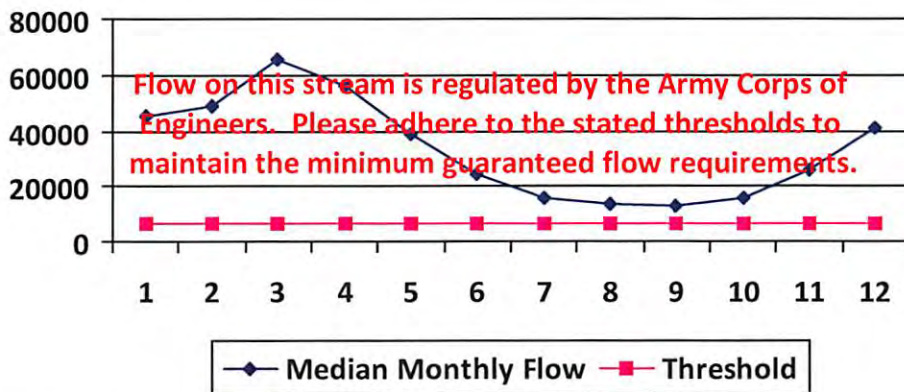 80000
60000
40000
20000
0
Flow on this stream is regulated by the Army Corps of
Engineers. Please adhere to the stated thresholds to
maintain the minimum guaranteed flow requirements.
1 2 3 4 5 6 7 8 9 10 11 12
Median Monthly Flow Threshold